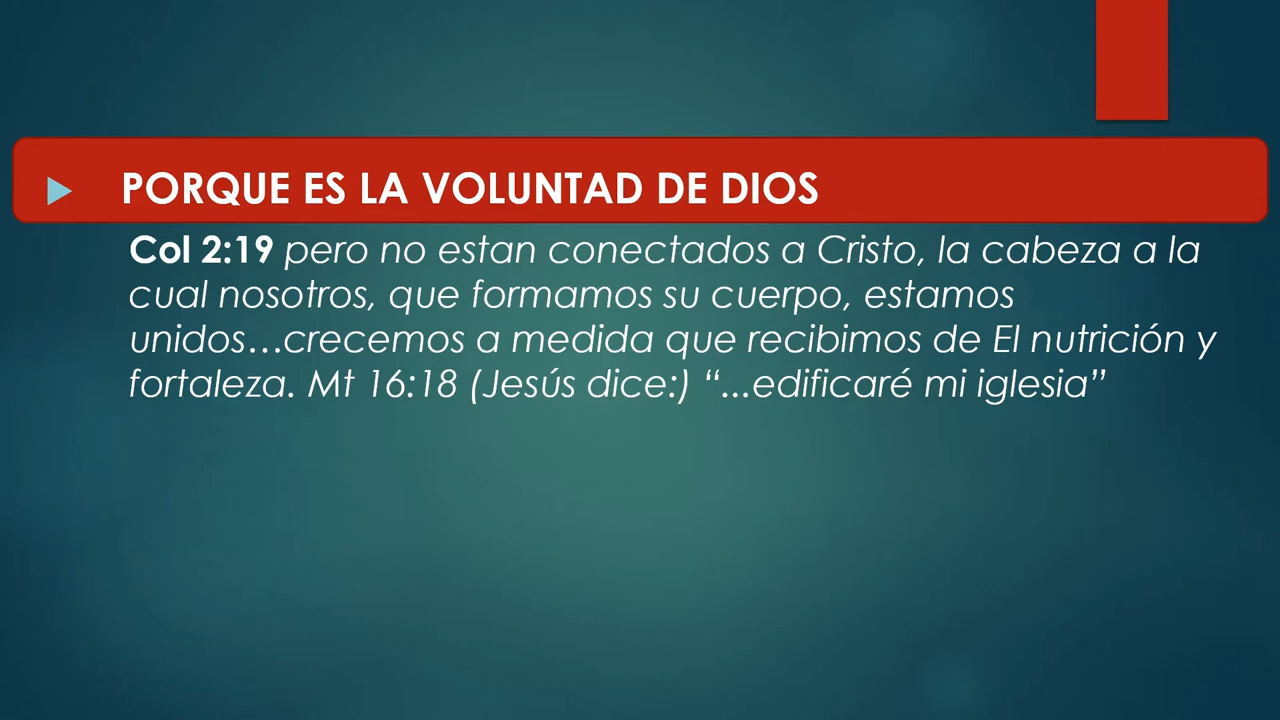 PORQUE ES LA VOLUNTAD DE DIOS
Col 2:19 pero no estan conectados a Cristo, la cabeza a la
cual nosotros, que formamos su cuerpo, estamos
unidos…crecemos a medida que recibimos de El nutrición y
fortaleza. Mt 16:18 (Jesús dice:) “...edificaré mi iglesia”